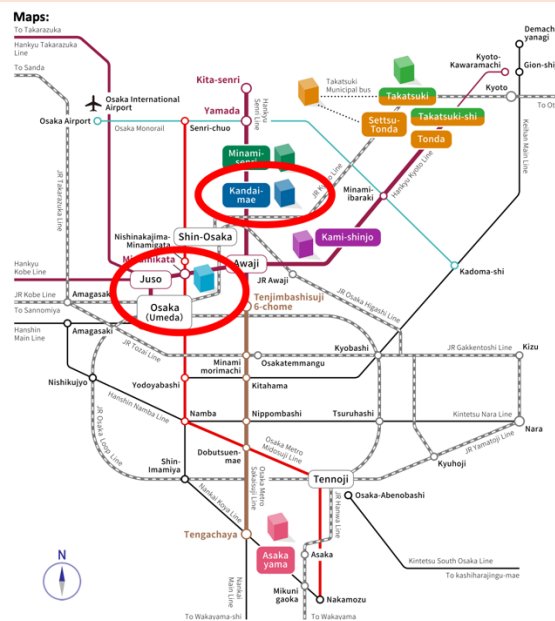 Maps:
To Takarazuka
Hankyu Takarazuka
Line
To Sanda
Osaka International
Airport
Osaka Airport
Osaka Monorail
Senri-chuo
Kita-senri
Yamada
Hankyu
Senri Line
Minami-
Kandai-
mae
Takatsuki
Municipal bus
Takatsuki
Settsu-
Tonda
Takatsuki-shi
Tonda
Kyoto-
Kawaramachi
Demach
yanagi
Gion-shij
Kyoto
To Ot
Keihan Main Line
JR Takarazuka Line
Nishinakajima-
Minamigata
Shin-Osaka
Minamikata
Minami-
ibaraki
Hankyu Kyoto Line
Kami-shinjo
Kadoma-shi
Hankyu
Kobe Line
Juso
Awaji
JR Awaji
JR Osaka Higashi Line
JR Kobe Line
To Sannomiya
Amagasaki
Osaka
(Umeda)
Tenjimbashisuji
6-chome
Hanshin
Main Line
Amagasaki
JR Tozai Line
Minami
morimachi
Osakatemmangu
Kyobashi
JR Gakkentoshi Line
Kizu
Nishikujyo
Yodoyabashi
Kitahama
Hanshin Namba Line
Namba
Nippombashi
Tsuruhashi
Kintetsu Nara Line
Nara
JR Osaka Loop Line
Osaka Metro
Midosuji Line
Dobutsuen-
mae
JR Yamatoji Line
Kyuhoji
Shin-
Imamiya
Osaka Metro
Sakaisuji Line
Tennoji
Nankai Koya Line
JR Hanwa Line
Osaka-Abenobashi
Tengachaya
Asaka
yama
Asaka
Kintetsu South Osaka Line
To kashiharajingu-mae
N
Nankai
Main Line
Mikuni
gaoka
Nakamozu
To Wakayama-shi
To Wakayama